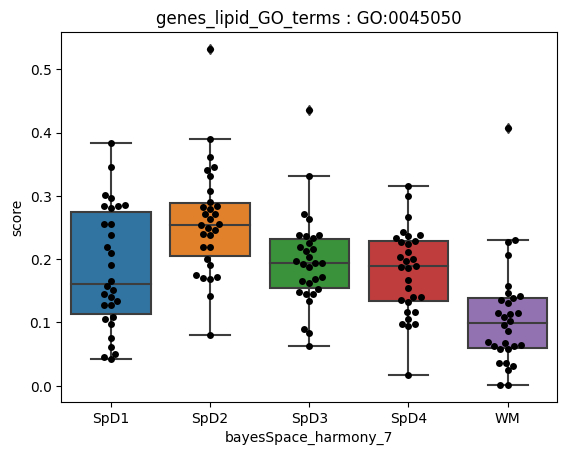 genes_lipid_GO_terms : GO:0045050
score
0.5
0.4
0.3
0.2
0.1
0.0
SpD1 SpD2 SpD3 SpD4 WM
bayesSpace_harmony_7